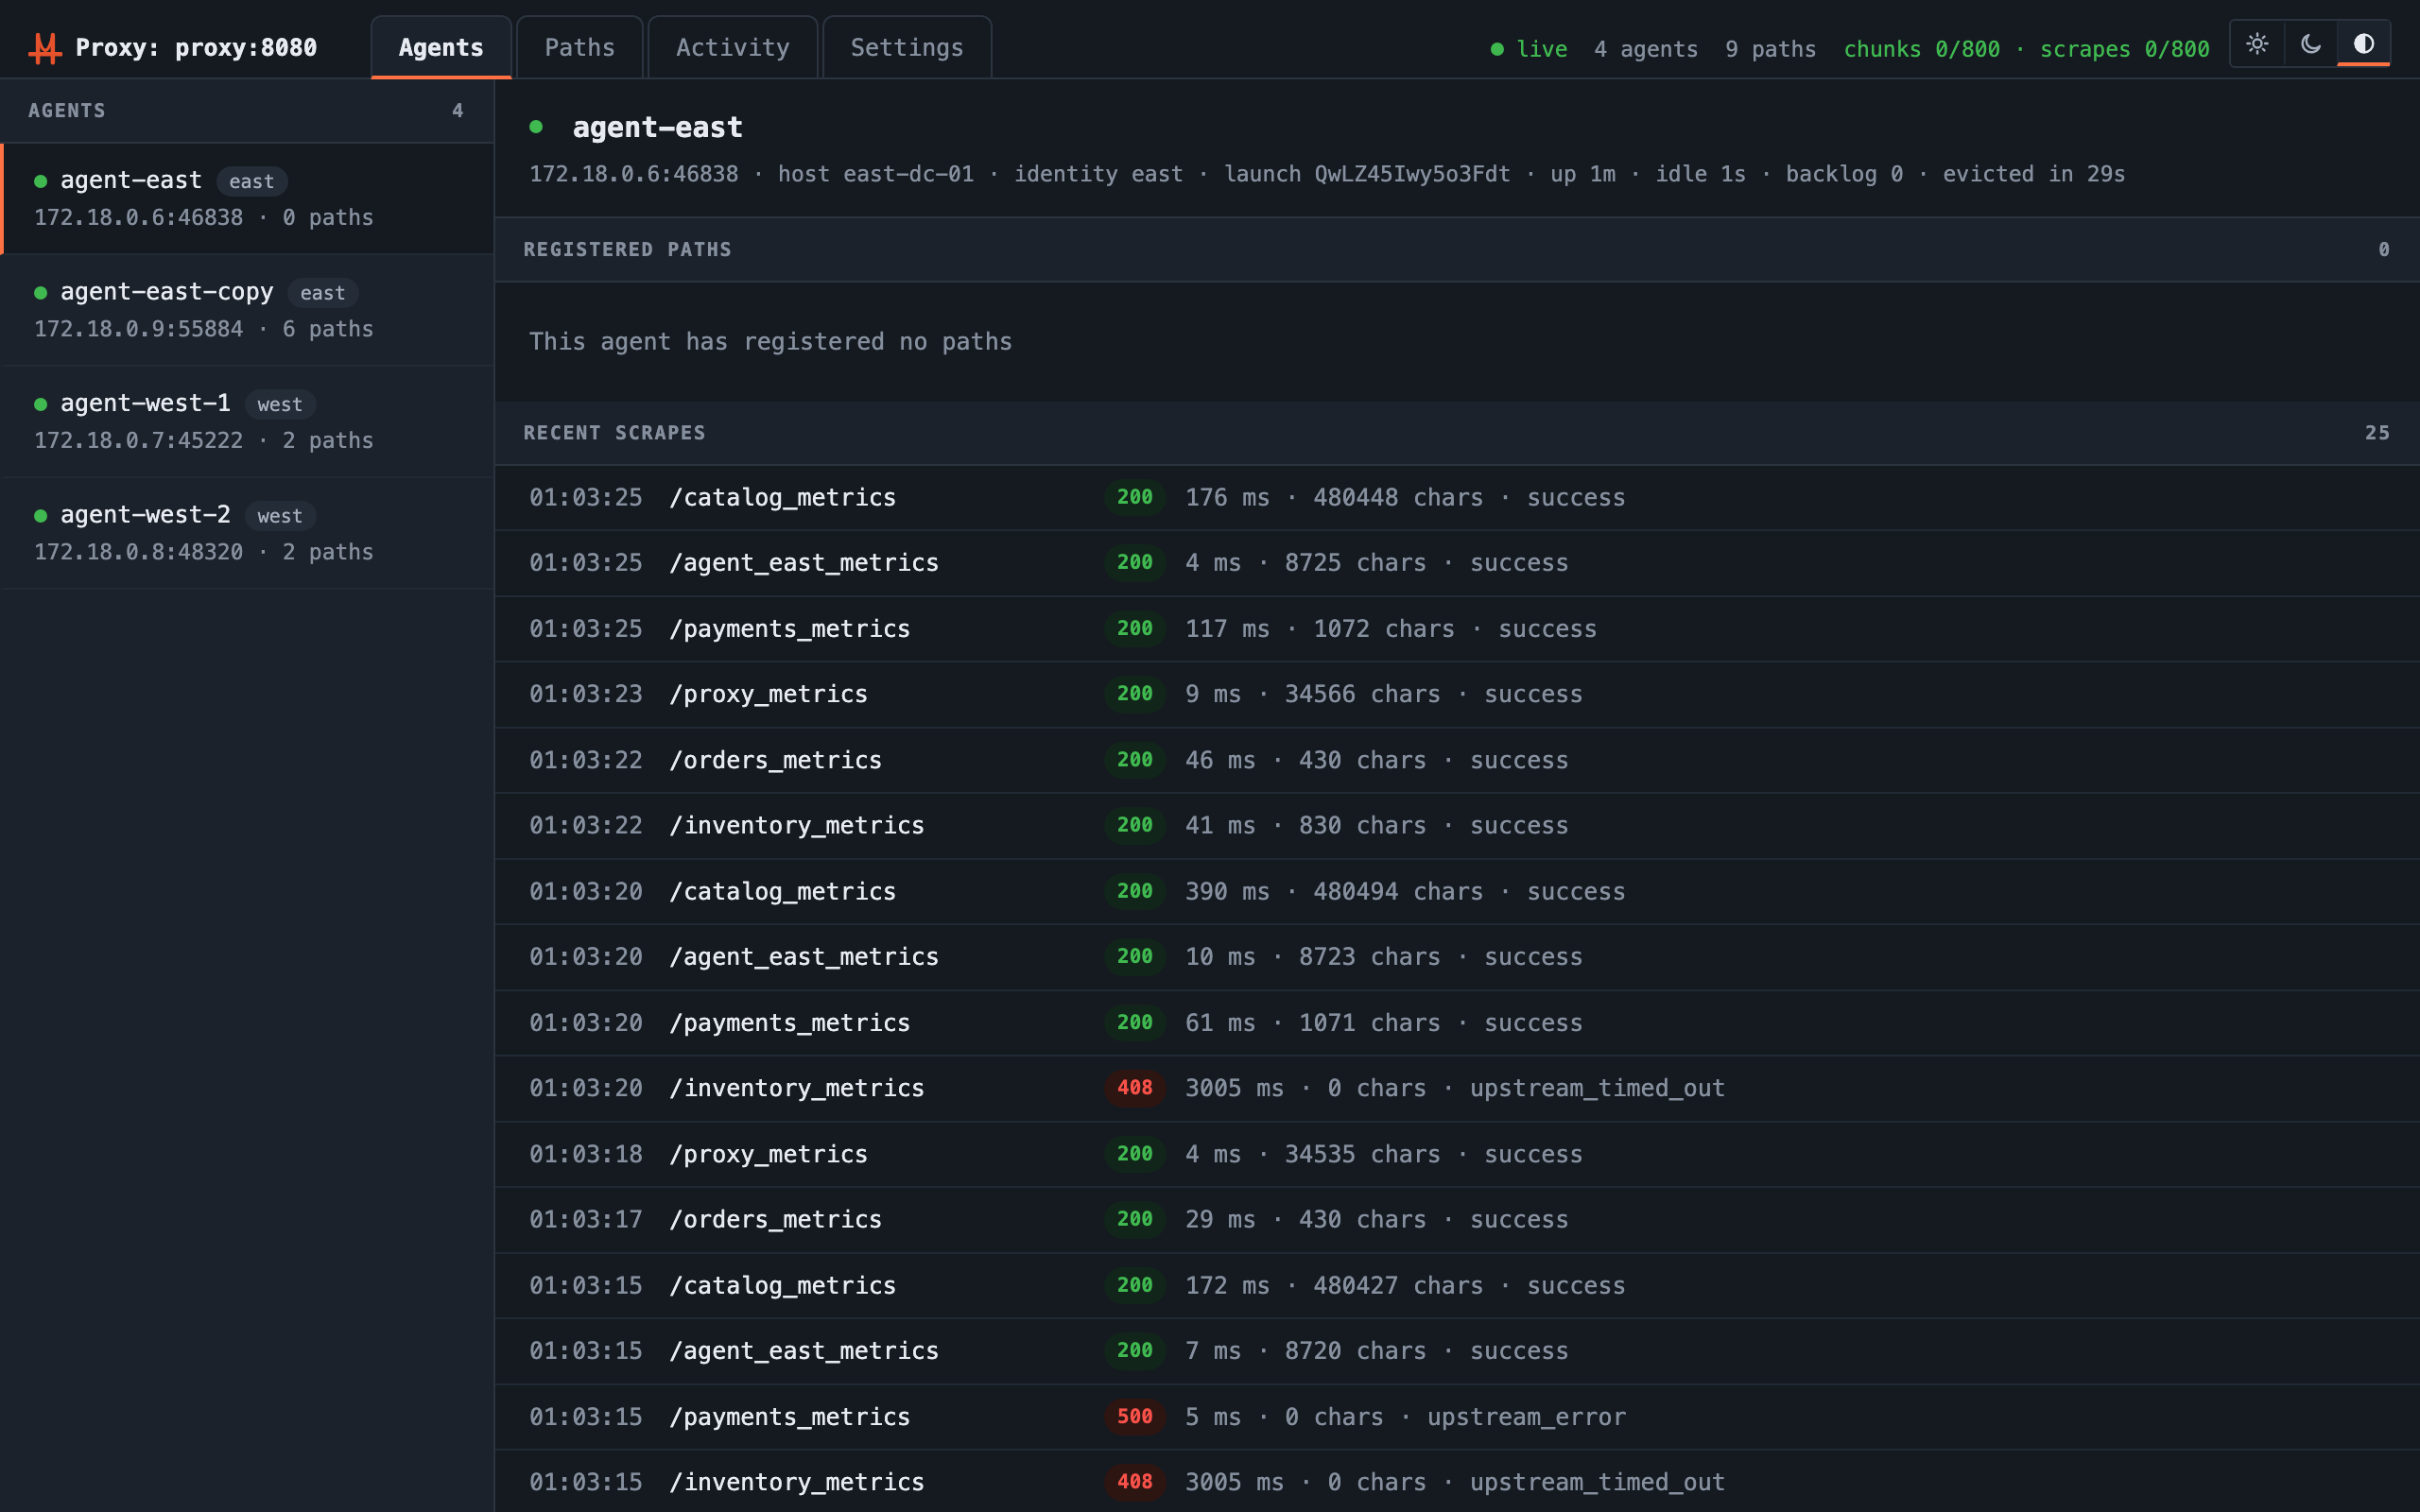 Proxy: proxy:8080 Agents Paths Activity Settings live 4 agents 9 paths chunks 0/800 · scrapes 0/800
AGENTS 4
agent-east east
172.18.0.6:46838 · 0 paths
agent-east-copy east
172.18.0.9:55884 · 6 paths
agent-west-1 west
172.18.0.7:45222 · 2 paths
agent-west-2 west
172.18.0.8:48320 · 2 paths
agent-east
172.18.0.6:46838 · host east-dc-01 · identity east · launch QwLZ45Iwy5o3Fdt · up 1m · idle 1s · backlog 0 · evicted in 29s
REGISTERED PATHS 0
This agent has registered no paths
RECENT SCRAPES 25
01:03:25 /catalog_metrics 200 176 ms · 480448 chars · success
01:03:25 /agent_east_metrics 200 4 ms · 8725 chars · success
01:03:25 /payments_metrics 200 117 ms · 1072 chars · success
01:03:23 /proxy_metrics 200 9 ms · 34566 chars · success
01:03:22 /orders_metrics 200 46 ms · 430 chars · success
01:03:22 /inventory_metrics 200 41 ms · 830 chars · success
01:03:20 /catalog_metrics 200 390 ms · 480494 chars · success
01:03:20 /agent_east_metrics 200 10 ms · 8723 chars · success
01:03:20 /payments_metrics 200 61 ms · 1071 chars · success
01:03:20 /inventory_metrics 408 3005 ms · 0 chars · upstream_timed_out
01:03:18 /proxy_metrics 200 4 ms · 34535 chars · success
01:03:17 /orders_metrics 200 29 ms · 430 chars · success
01:03:15 /catalog_metrics 200 172 ms · 480427 chars · success
01:03:15 /agent_east_metrics 200 7 ms · 8720 chars · success
01:03:15 /payments_metrics 500 5 ms · 0 chars · upstream_error
01:03:15 /inventory_metrics 408 3005 ms · 0 chars · upstream_timed_out